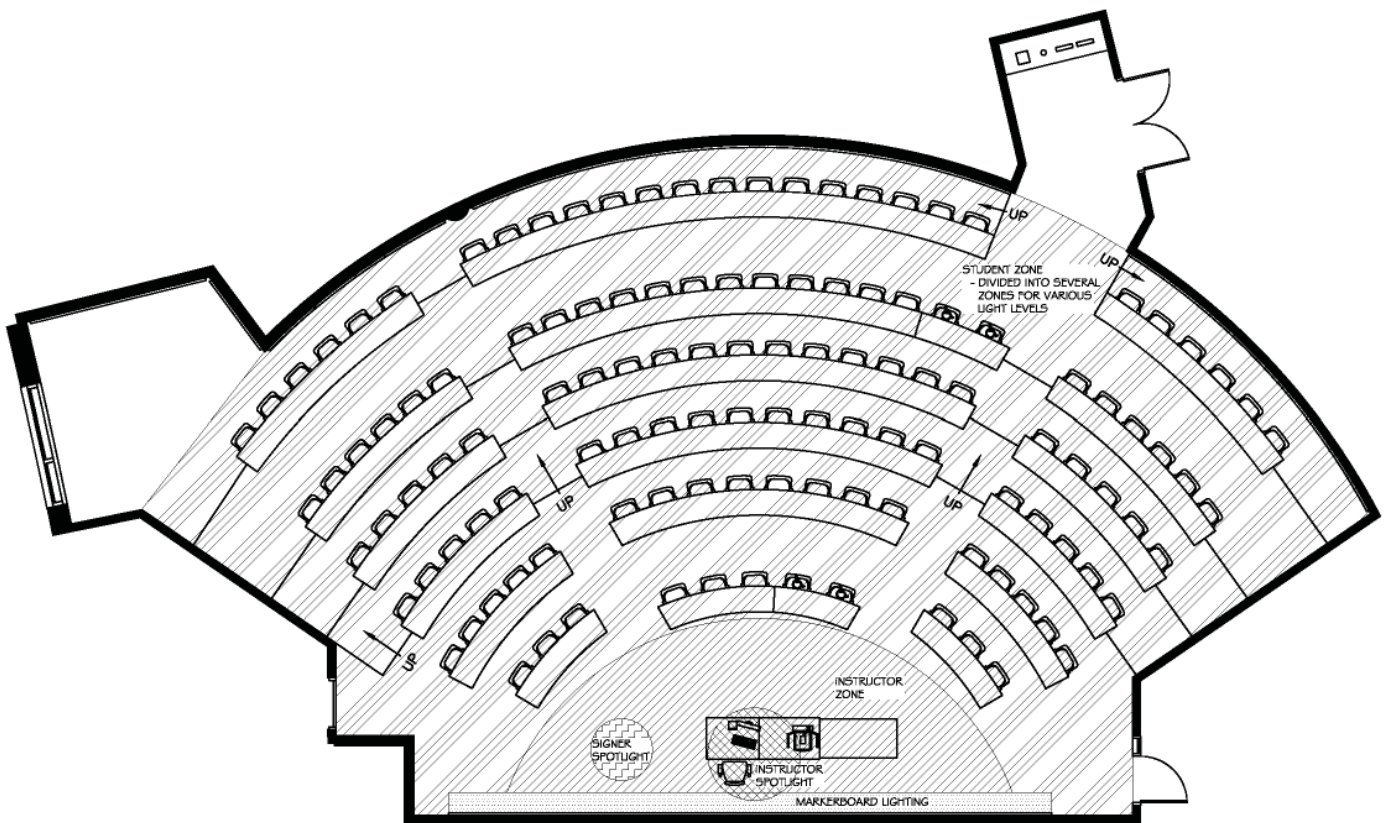 UP
UP
STUDENT ZONE
- DIVIDED INTO SEVERAL
ZONES FOR VARIOUS
LIGHT LEVELS
UP
UP
UP
INSTRUCTOR
ZONE
SIGNER
SPOTLIGHT
INSTRUCTOR
SPOTLIGHT
MARKERBOARD LIGHTING